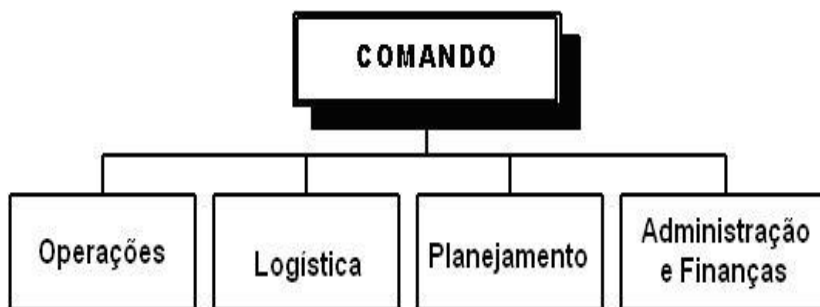 COMANDO
Operações
Logística
Planejamento
Administração
e Finanças